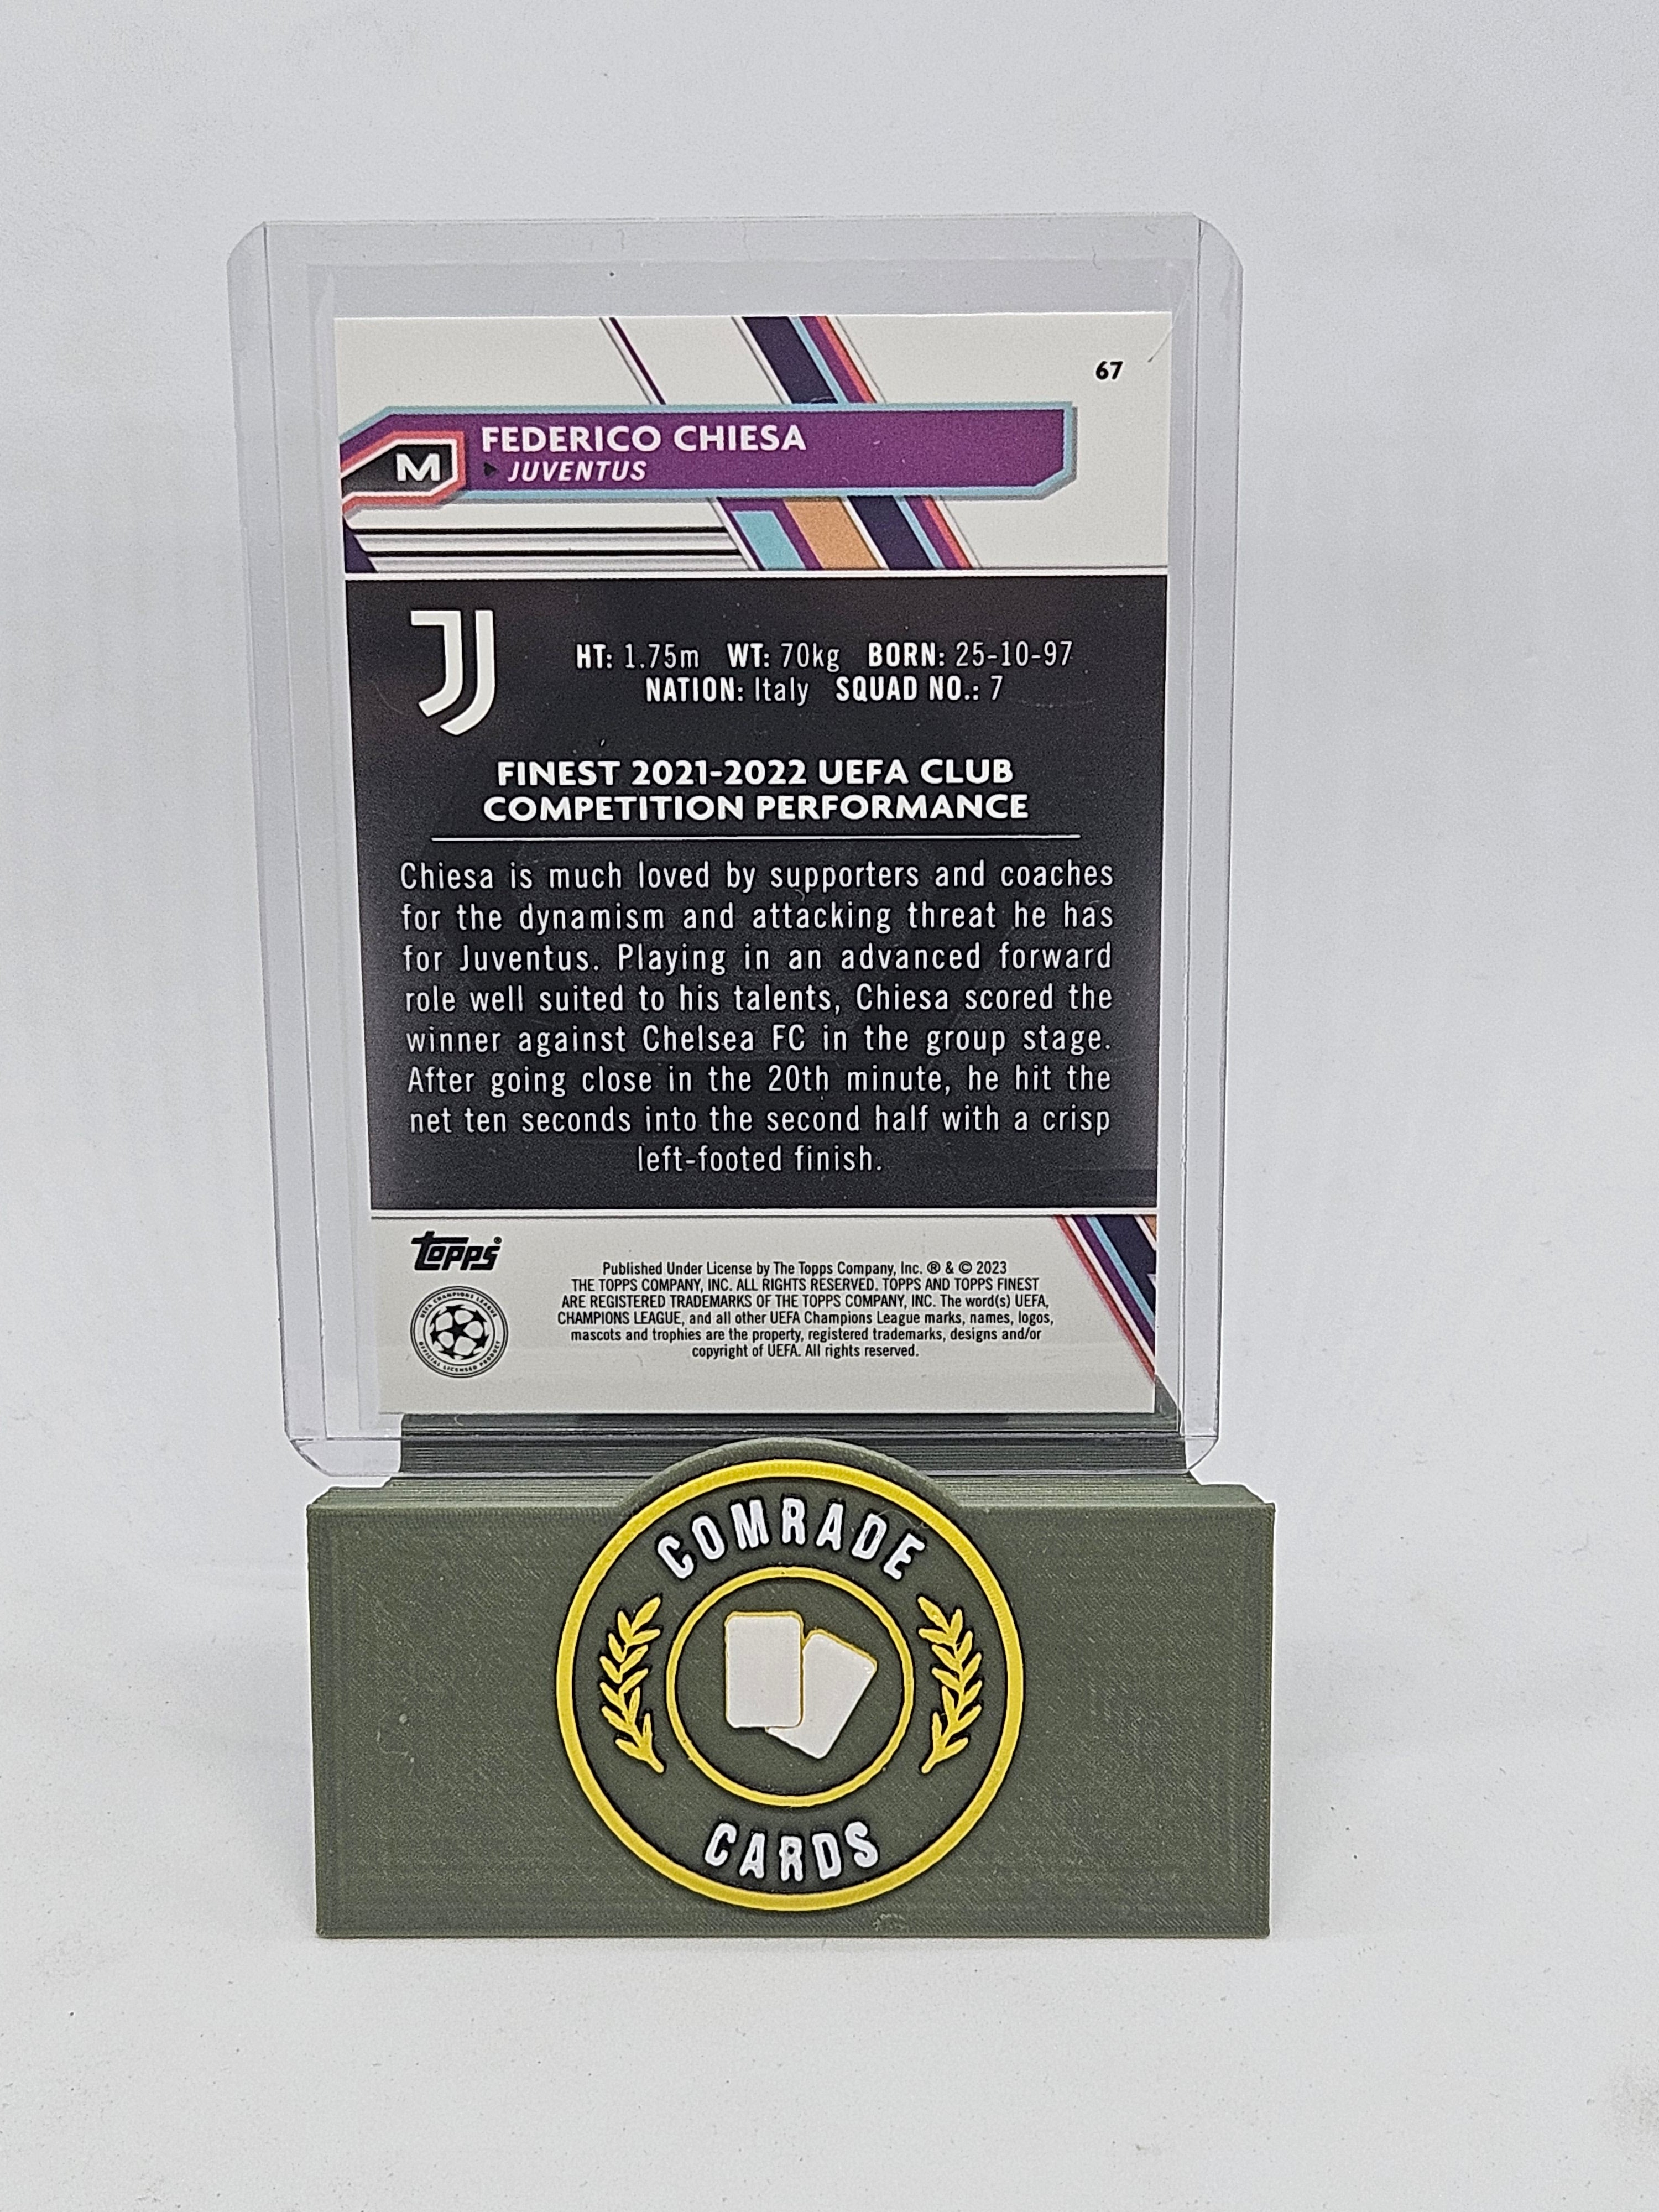 67
FEDERICO CHIESA
M
JUVENTUS
HT: 1.75m WT: 70kg BORN: 25-10-97
NATION: Italy SQUAD NO.: 7
FINEST 2021-2022 UEFA CLUB
COMPETITION PERFORMANCE
Chiesa is much loved by supporters and coaches
for the dynamism and attacking threat he has
for Juventus. Playing in an advanced forward
role well suited to his talents, Chiesa scored the
winner against Chelsea FC in the group stage.
After going close in the 20th minute, he hit the
net ten seconds into the second half with a crisp
left-footed finish.
topps®
UEFA CHAMPIONS LEAGUE
OFFICIAL LICENSED PRODUCT
Published Under License by The Topps Company, Inc. ® & © 2023
THE TOPPS COMPANY, INC. ALL RIGHTS RESERVED. TOPPS AND TOPPS FINEST
ARE REGISTERED TRADEMARKS OF THE TOPPS COMPANY, INC. The word(s) UEFA,
CHAMPIONS LEAGUE, and all other UEFA Champions League marks, names, logos,
mascots and trophies are the property, registered trademarks, designs and/or
copyright of UEFA. All rights reserved.
COMRADE
CARDS